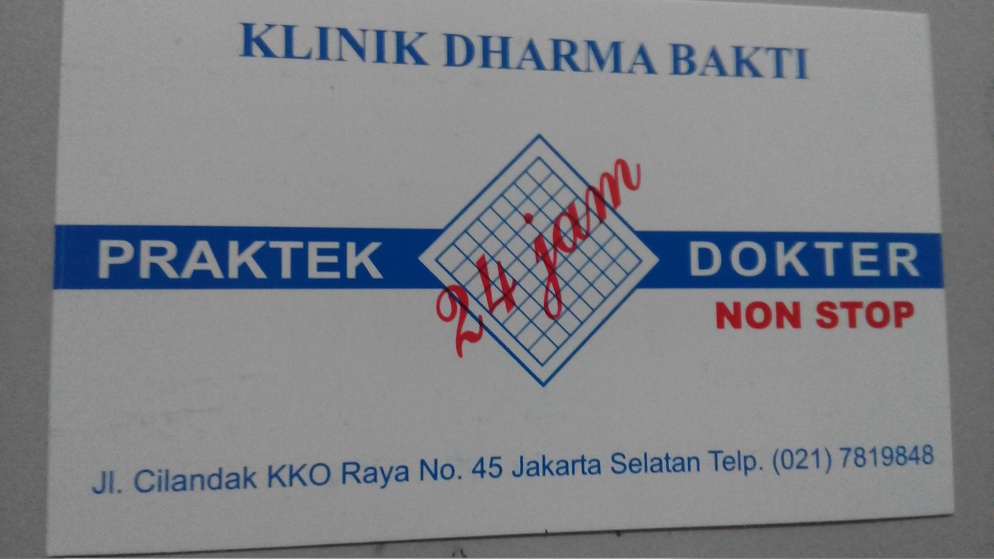 KLINIK DHARMA BAKTI
PRAKTEK 24 jam DOKTER
NON STOP
Jl. Cilandak KKO Raya No. 45 Jakarta Selatan Telp. (021) 7819848